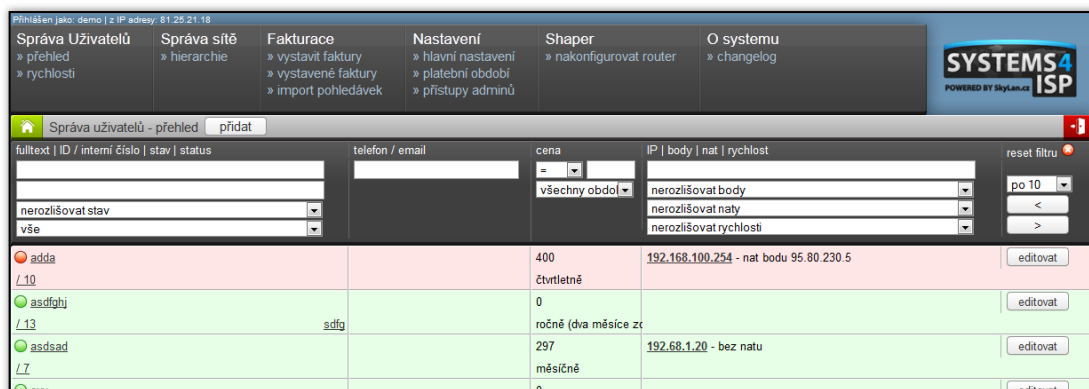 Přihlášen jako: demo | z IP adresy: 81.25.21.18
Správa Uživatelů
» přehled
» rychlosti
Správa sítě
» hierarchie
Fakturace
» vystavit faktury
» vystavené faktury
» import pohledávek
Nastavení
» hlavní nastavení
» platební období
» přístupy adminů
Shaper
» nakonfigurovat router
O systemu
» changelog
SYSTEMS4
POWERED BY SkyLan.cz ISP
Správa uživatelů - přehled přidat
fulltext | ID / interní číslo | stav | status telefon / email cena IP | body | nat | rychlost reset filtru
=
všechny obdol nerozlišovat body po 10
nerozlišovat stav nerozlišovat naty <
vše nerozlišovat rychlosti >
adda 400 192.168.100.254 - nat bodu 95.80.230.5 editovat
/ 10 čtvrtletně
asdfghj 0 editovat
/ 13 sdfg ročně (dva měsíce zd
asdsad 297 192.68.1.20 - bez natu editovat
/ 7 měsíčně